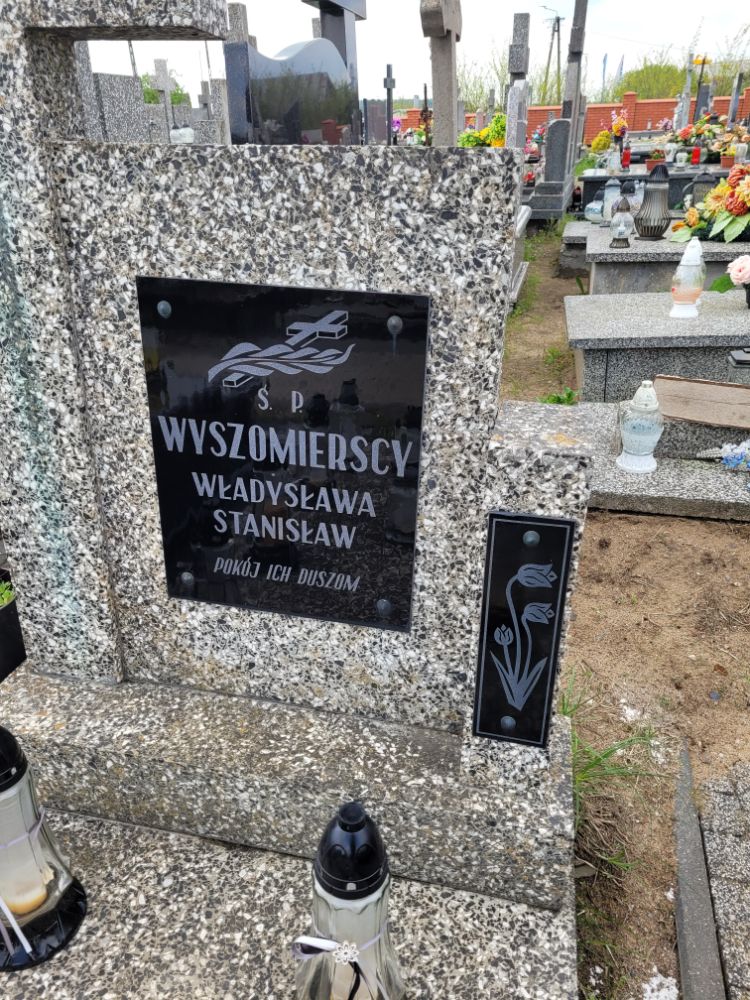 Ś. P.
WYSZOMIERSCY
WŁADYSŁAWA
STANISŁAW
POKÓJ ICH DUSZOM